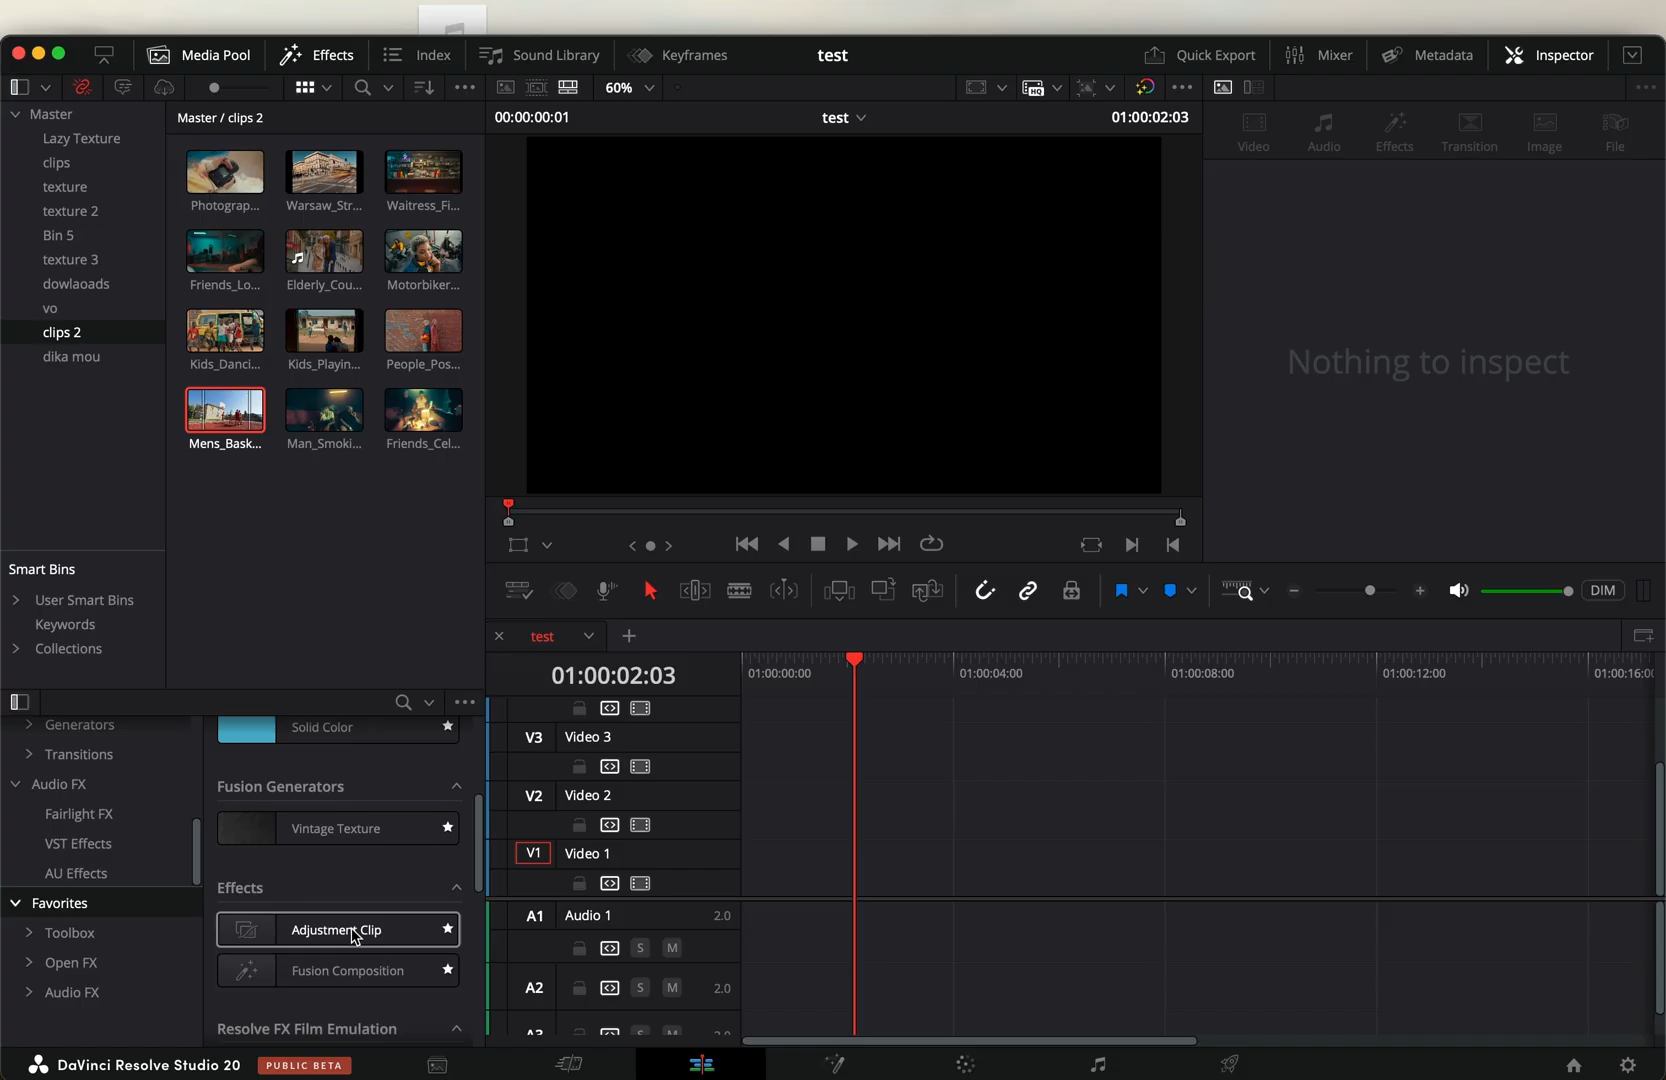 Media Pool
Effects
Index
Sound Library
Keyframes
test
Quick Export
Mixer
Metadata
Inspector
60%
Master
Lazy Texture
clips
texture
texture 2
Bin 5
texture 3
dowlaoads
vo
clips 2
dika mou
Master / clips 2
Photograp...
Warsaw_Str...
Waitress_Fi...
Friends_Lo...
Elderly_Cou...
Motorbiker...
Kids_Danci...
Kids_Playin...
People_Pos...
Mens_Bask...
Man_Smoki...
Friends_Cel...
Smart Bins
User Smart Bins
Keywords
Collections
00:00:00:01
test
01:00:02:03
Video
Audio
Effects
Transition
Image
File
Nothing to inspect
DIM
test
01:00:02:03
01:00:00:00
01:00:04:00
01:00:08:00
01:00:12:00
V3 Video 3
V2 Video 2
V1 Video 1
A1 Audio 1 2.0
S M
A2 S M 2.0
Generators
Transitions
Audio FX
Fairlight FX
VST Effects
AU Effects
Favorites
Toolbox
Open FX
Audio FX
Solid Color
Fusion Generators
Vintage Texture
Effects
Adjustment Clip
Fusion Composition
Resolve FX Film Emulation
DaVinci Resolve Studio 20
PUBLIC BETA